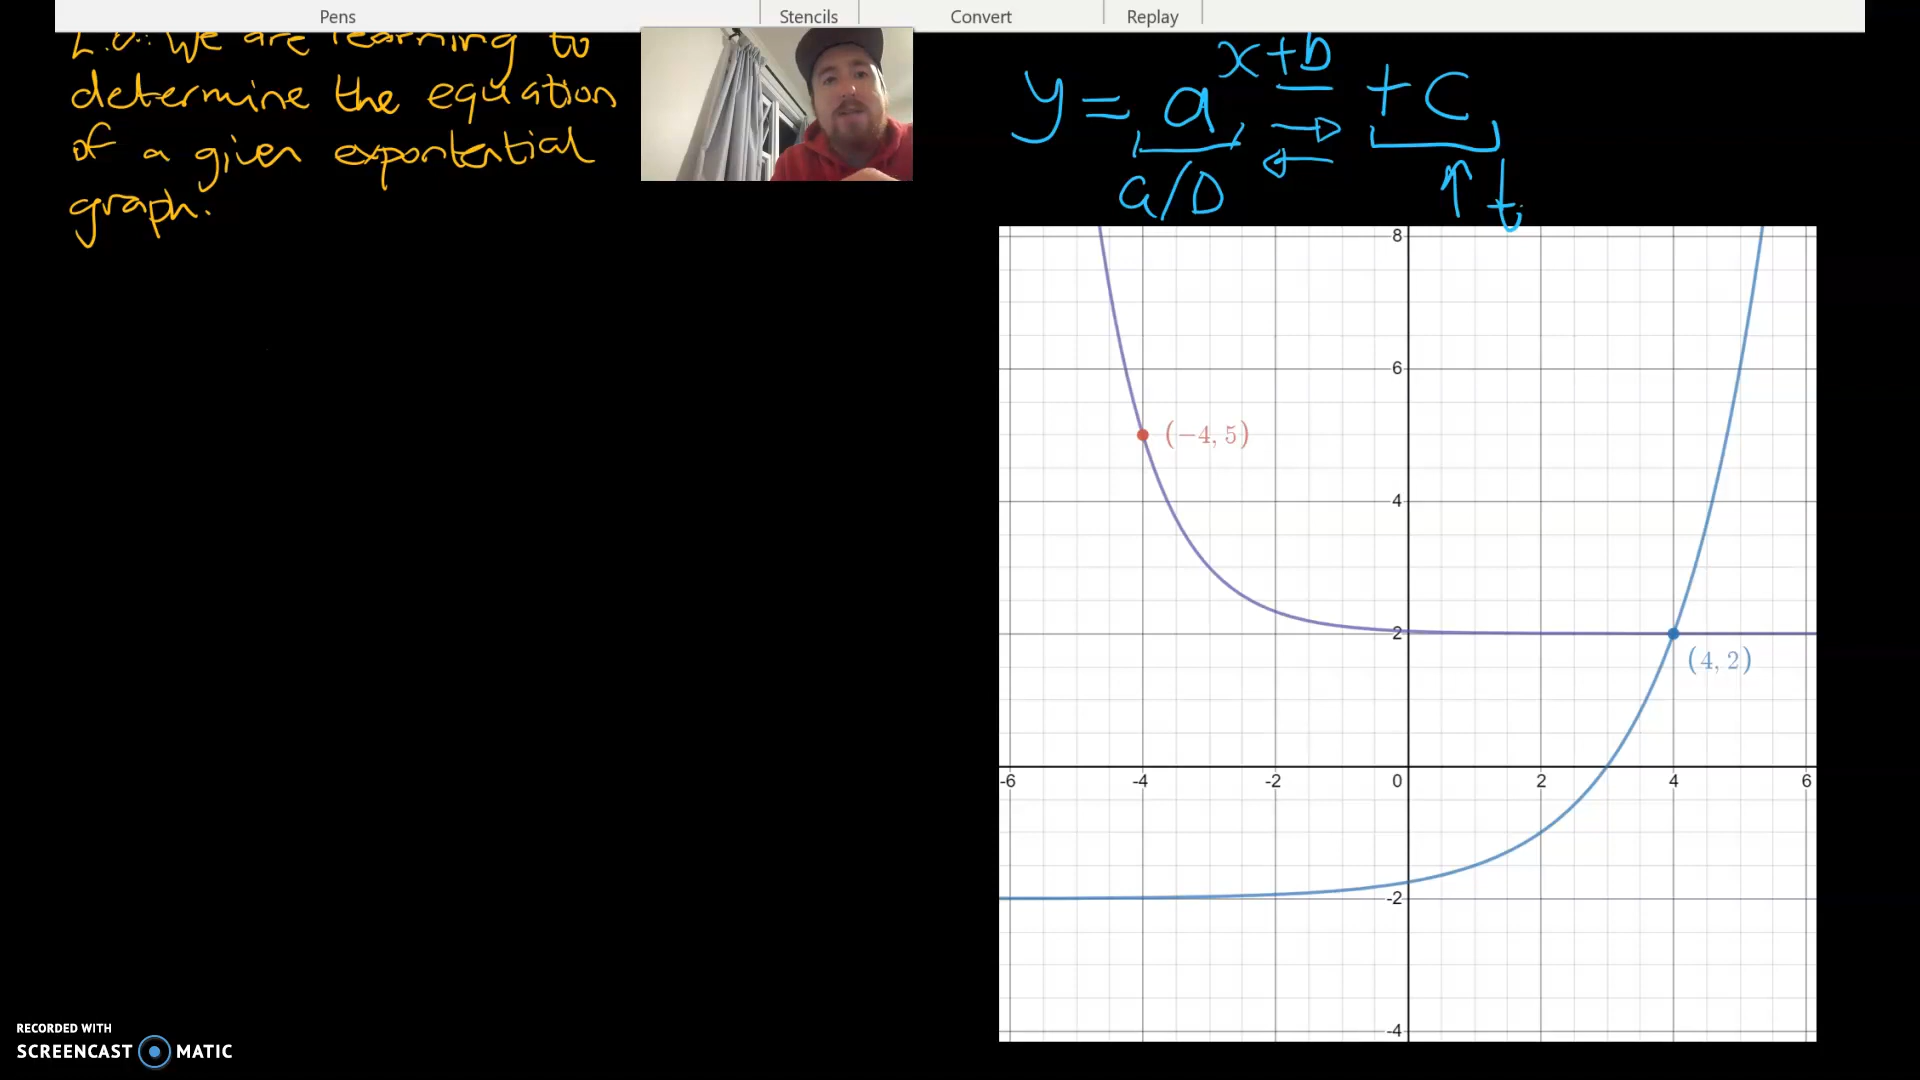 Pens Stencils Convert Replay
L.O.: We are learning to
determine the equation
of a given exponential
graph.
y = a^{x+b} + c
G/D
(−4, 5)
(4, 2)
8
6
4
2
-6 -4 -2 0 2 4 6
-2
-4
RECORDED WITH
SCREENCAST MATIC